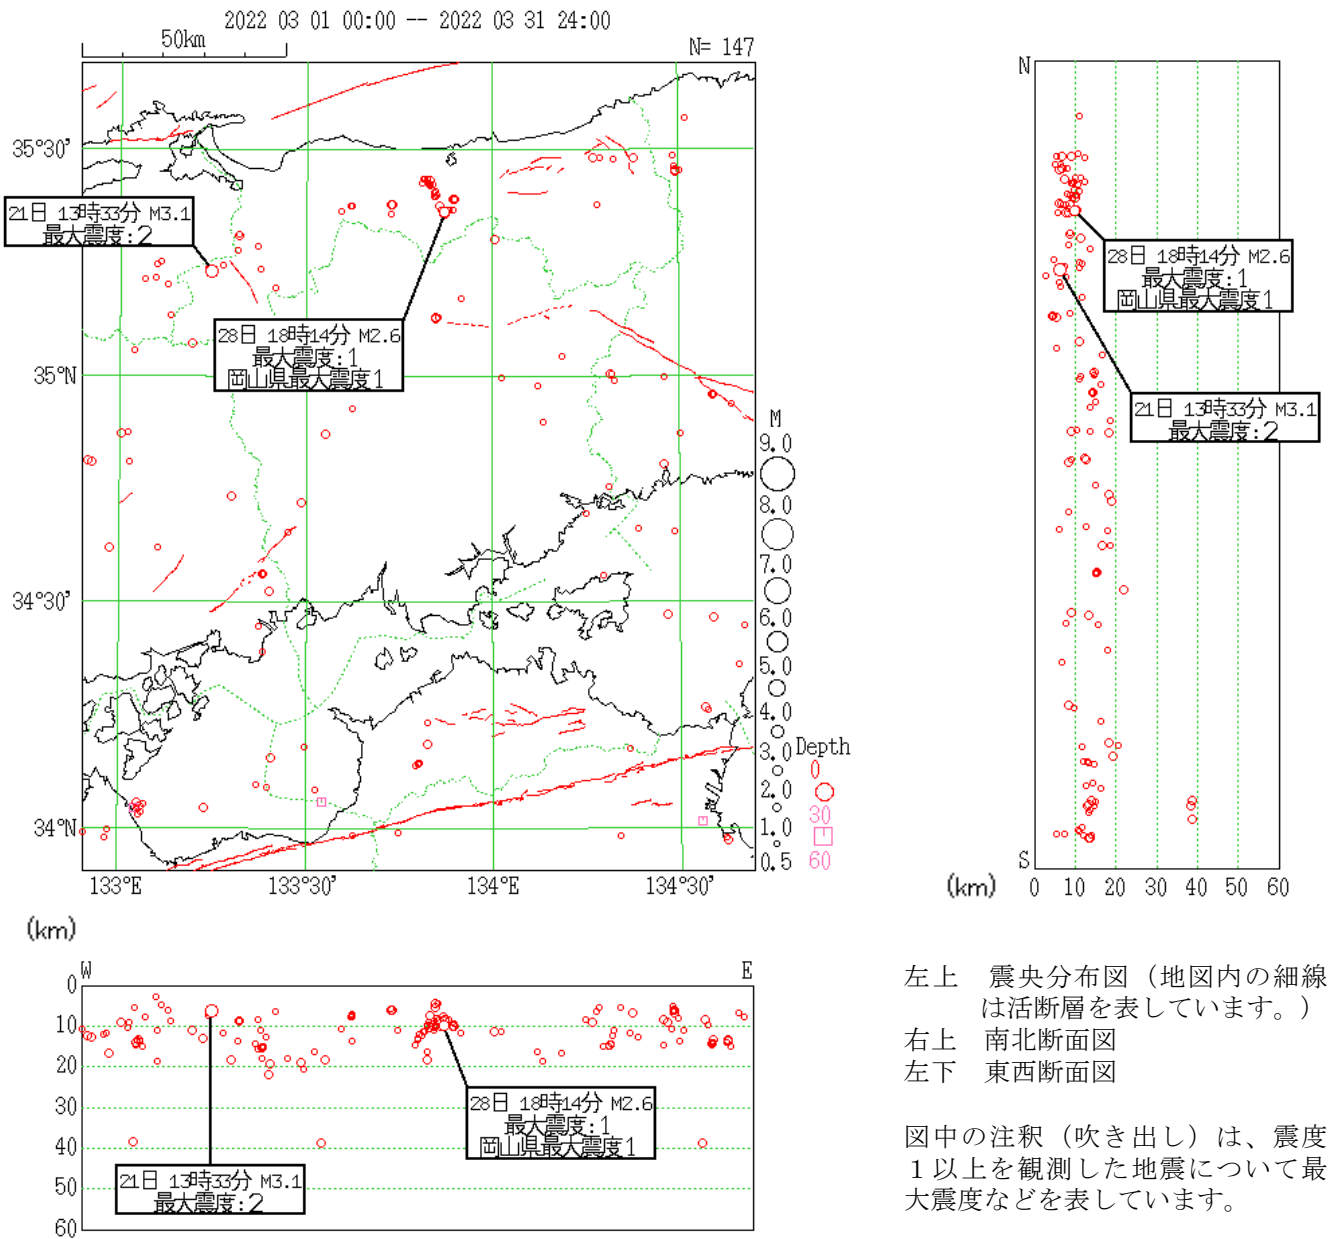 2022 03 01 00:00 -- 2022 03 31 24:00
50km
N= 147
35°30'
35°N
34°30'
34°N
133°E
133°30'
134°E
134°30'
21日 13時33分 M3.1
最大震度:2
28日 18時14分 M2.6
最大震度:1
岡山県最大震度1
M
9.0
8.0
7.0
6.0
5.0
4.0
3.0
2.0
1.0
0.5
Depth
0
30
60
N
S
28日 18時14分 M2.6
最大震度:1
岡山県最大震度1
21日 13時33分 M3.1
最大震度:2
(km)
0 10 20 30 40 50 60
(km)
W
E
0
10
20
30
40
50
60
28日 18時14分 M2.6
最大震度:1
岡山県最大震度1
21日 13時33分 M3.1
最大震度:2
左上 震央分布図(地図内の細線
は活断層を表しています。)
右上 南北断面図
左下 東西断面図
図中の注釈(吹き出し)は、震度
1以上を観測した地震について最
大震度などを表しています。